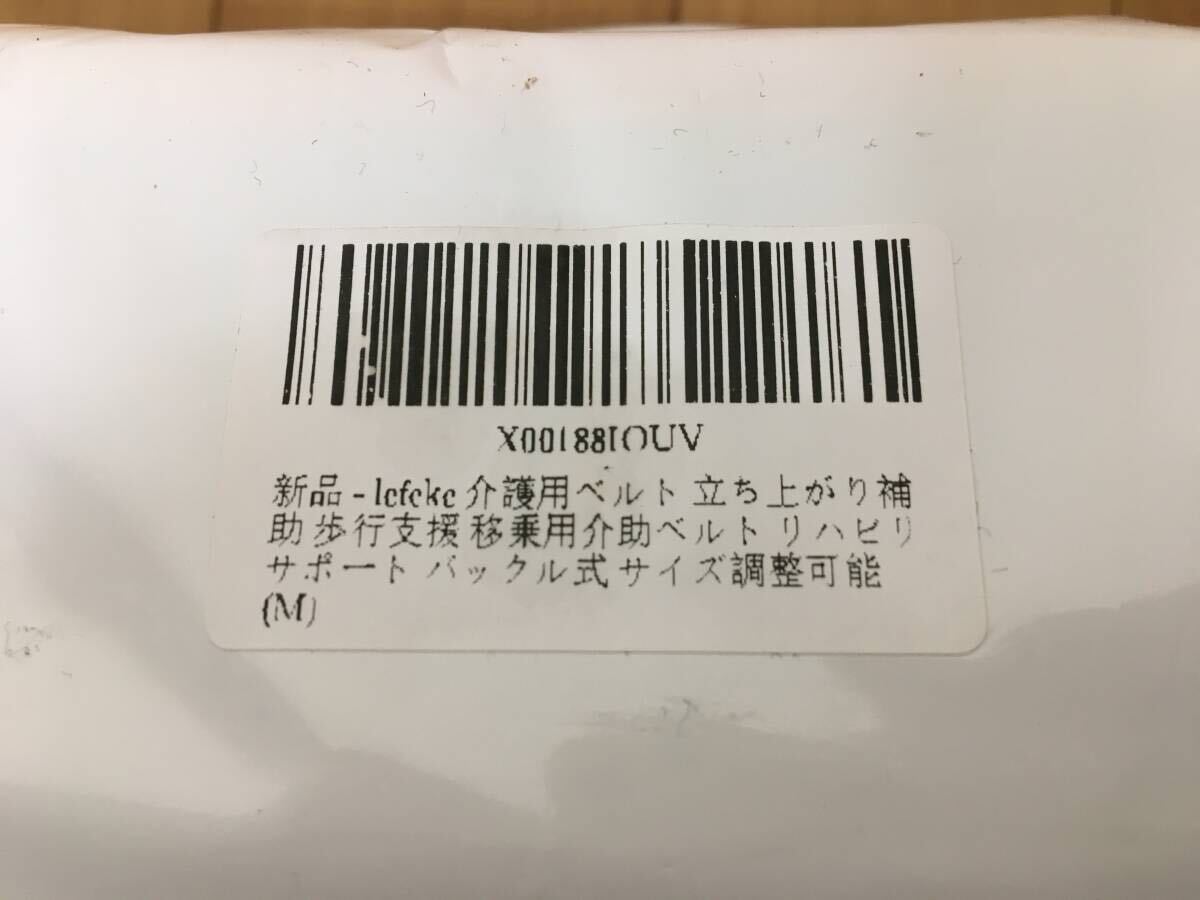 X00188IOUV
新品 - lefeke 介護用ベルト 立ち上がり補
助 歩行支援 移乗用介助ベルト リハビリ
サポート バックル式 サイズ調整可能
(M)